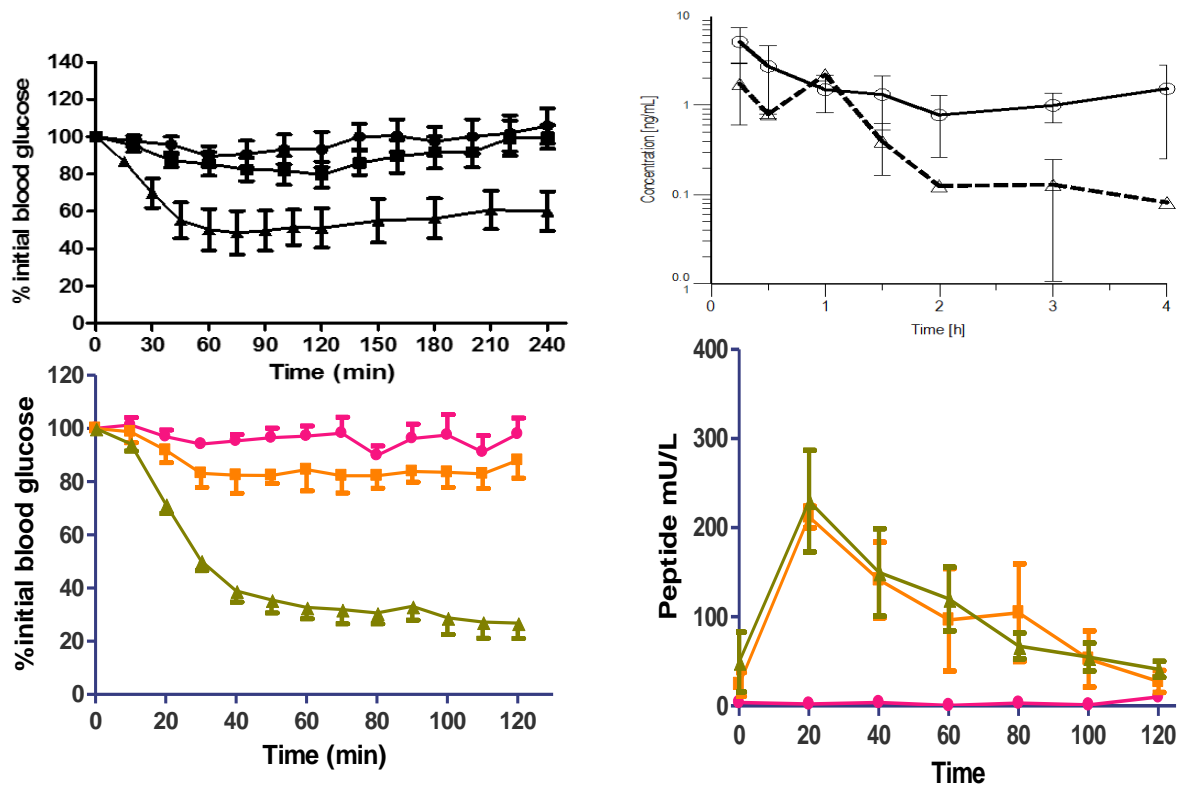 140
120
100
80
60
40
20
0
% initial blood glucose
0 30 60 90 120 150 180 210 240
Time (min)
10
1
0.1
0.0
1
Concentration [ng/mL]
0 1 2 3 4
Time [h]
120
100
80
60
40
20
0
%initial blood glucose
0 20 40 60 80 100 120
Time (min)
400
300
200
100
0
Peptide mU/L
0 20 40 60 80 100 120
Time